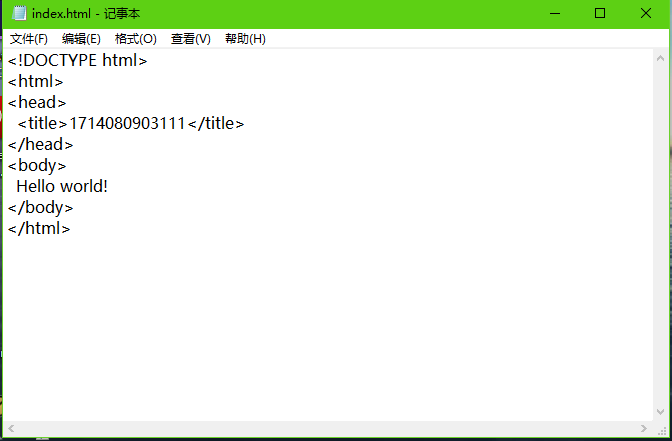 index.html - 记事本
文件(F) 编辑(E) 格式(O) 查看(V) 帮助(H)
<!DOCTYPE html>
<html>
<head>
  <title>1714080903111</title>
</head>
<body>
  Hello world!
</body>
</html>